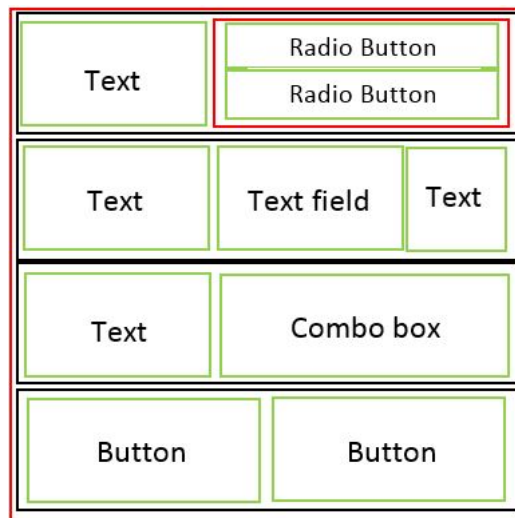 Text
Radio Button
Radio Button
Text
Text field
Text
Text
Combo box
Button
Button